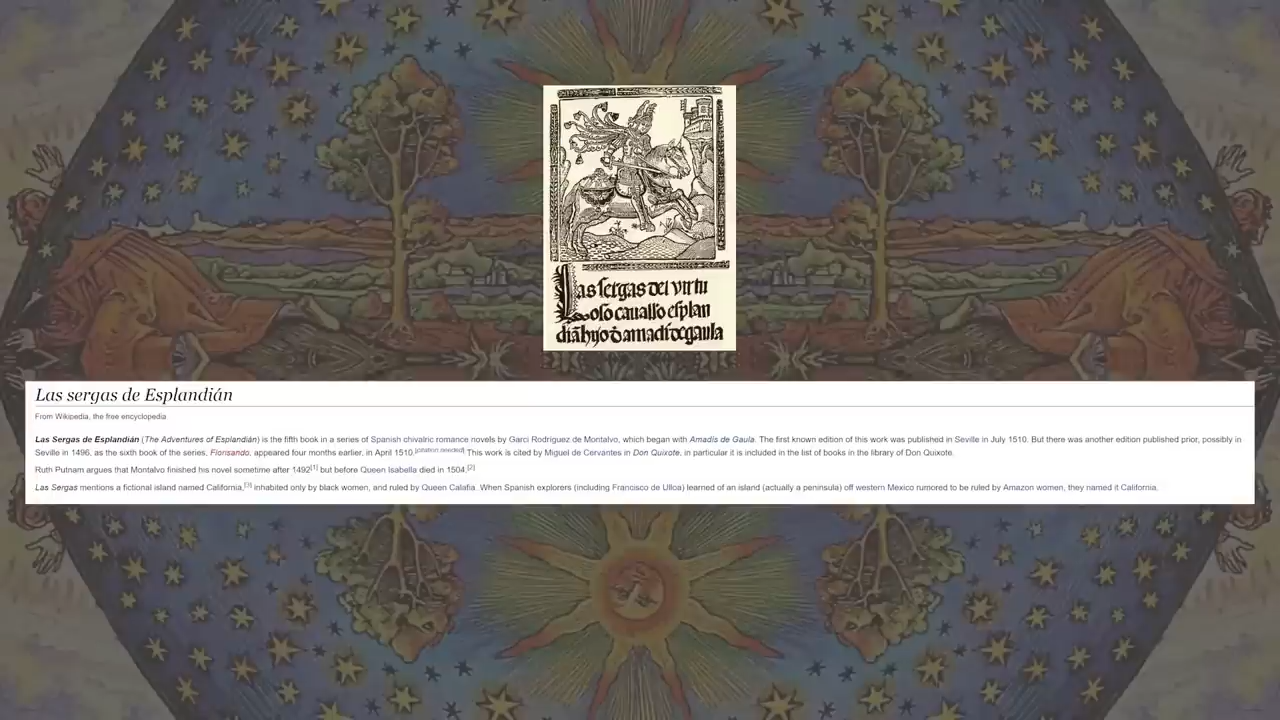 Las sergas del virtu
oso cauallo esplan
diā hijo d amadis de gaula
Las sergas de Esplandián
From Wikipedia, the free encyclopedia
Las Sergas de Esplandián (The Adventures of Esplandián) is the fifth book in a series of Spanish chivalric romance novels by Garci Rodríguez de Montalvo, which began with Amadís de Gaula. The first known edition of this work was published in Seville in July 1510. But there was another edition published prior, possibly in
Seville in 1496, as the sixth book of the series, Florisando, appeared four months earlier, in April 1510.[citation needed] This work is cited by Miguel de Cervantes in Don Quixote, in particular it is included in the list of books in the library of Don Quixote.
Ruth Putnam argues that Montalvo finished his novel sometime after 1492[1] but before Queen Isabella died in 1504.[2]
Las Sergas mentions a fictional island named California,[3] inhabited only by black women, and ruled by Queen Calafia. When Spanish explorers (including Francisco de Ulloa) learned of an island (actually a peninsula) off western Mexico rumored to be ruled by Amazon women, they named it California.